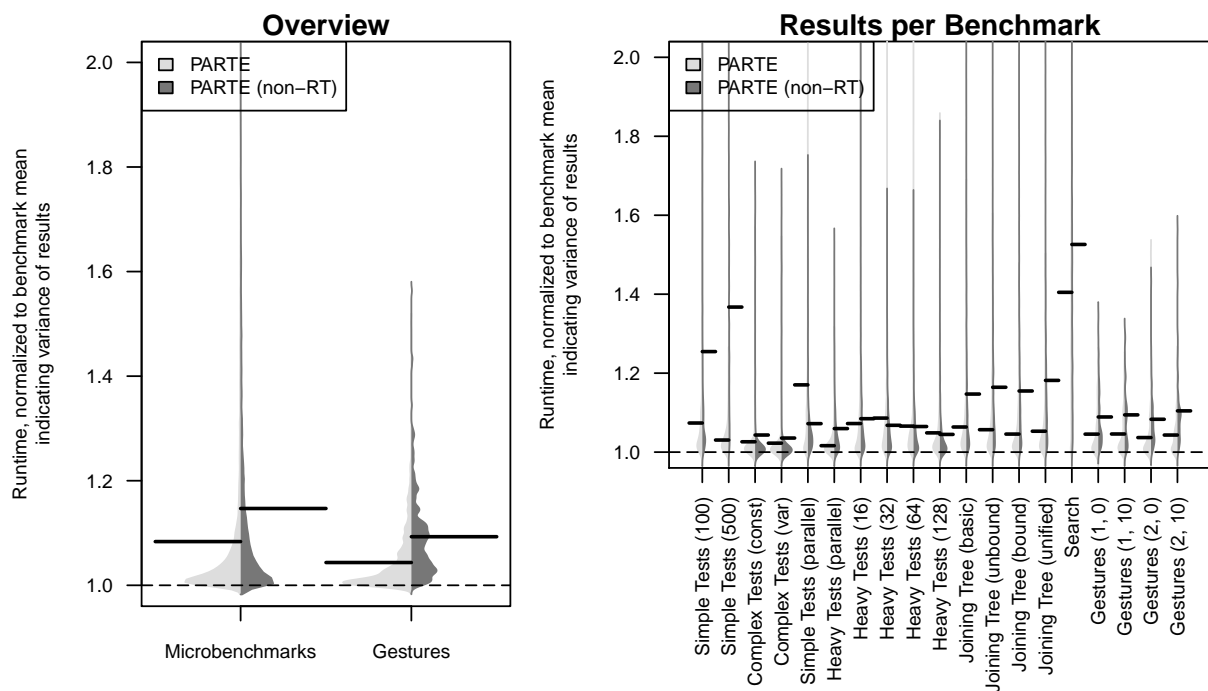 Overview
PARTE
PARTE (non−RT)
Runtime, normalized to benchmark mean
indicating variance of results
2.0
1.8
1.6
1.4
1.2
1.0
Microbenchmarks
Gestures
Results per Benchmark
PARTE
PARTE (non−RT)
Runtime, normalized to benchmark mean
indicating variance of results
2.0
1.8
1.6
1.4
1.2
1.0
Simple Tests (100)
Simple Tests (500)
Complex Tests (const)
Complex Tests (var)
Simple Tests (parallel)
Heavy Tests (parallel)
Heavy Tests (16)
Heavy Tests (32)
Heavy Tests (64)
Heavy Tests (128)
Joining Tree (basic)
Joining Tree (unbound)
Joining Tree (bound)
Joining Tree (unified)
Search
Gestures (1, 0)
Gestures (1, 10)
Gestures (2, 0)
Gestures (2, 10)